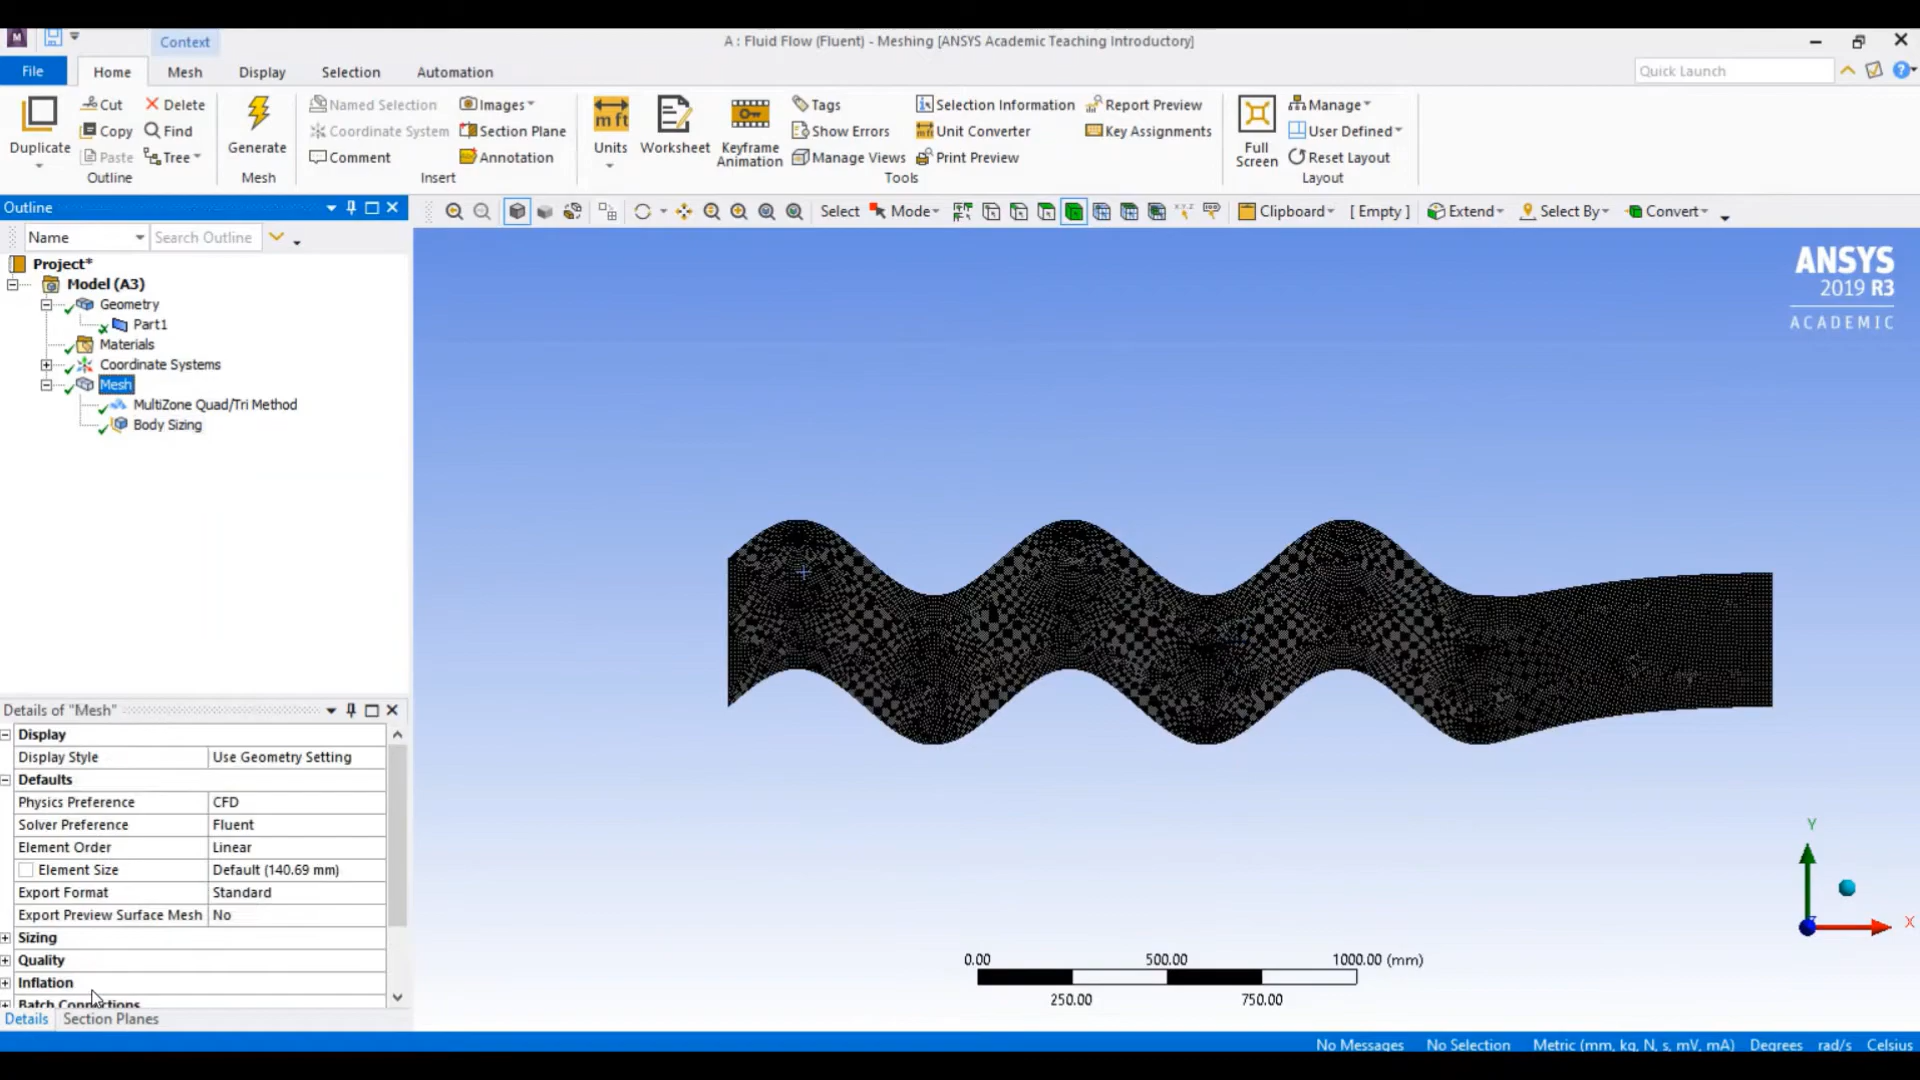 Context
A : Fluid Flow (Fluent) - Meshing [ANSYS Academic Teaching Introductory]
File Home Mesh Display Selection Automation
Quick Launch
Duplicate Cut Delete
Copy Find
Paste Tree
Outline
Generate
Mesh
Named Selection Images
Coordinate System Section Plane
Comment Annotation
Insert
Units Worksheet Keyframe Animation
Tags Selection Information Report Preview
Show Errors Unit Converter Key Assignments
Manage Views Print Preview
Tools
Full Screen Manage
User Defined
Reset Layout
Layout
Outline
Select Mode Clipboard [ Empty ] Extend Select By Convert
Name Search Outline
Project*
Model (A3)
Geometry
Part1
Materials
Coordinate Systems
Mesh
MultiZone Quad/Tri Method
Body Sizing
ANSYS
2019 R3
ACADEMIC
Details of "Mesh"
Display
Display Style Use Geometry Setting
Defaults
Physics Preference CFD
Solver Preference Fluent
Element Order Linear
Element Size Default (140.69 mm)
Export Format Standard
Export Preview Surface Mesh No
Sizing
Quality
Inflation
Batch Connections
Details Section Planes
Y
X
0.00 500.00 1000.00 (mm)
250.00 750.00
No Messages No Selection Metric (mm, kg, N, s, mV, mA) Degrees rad/s Celsius